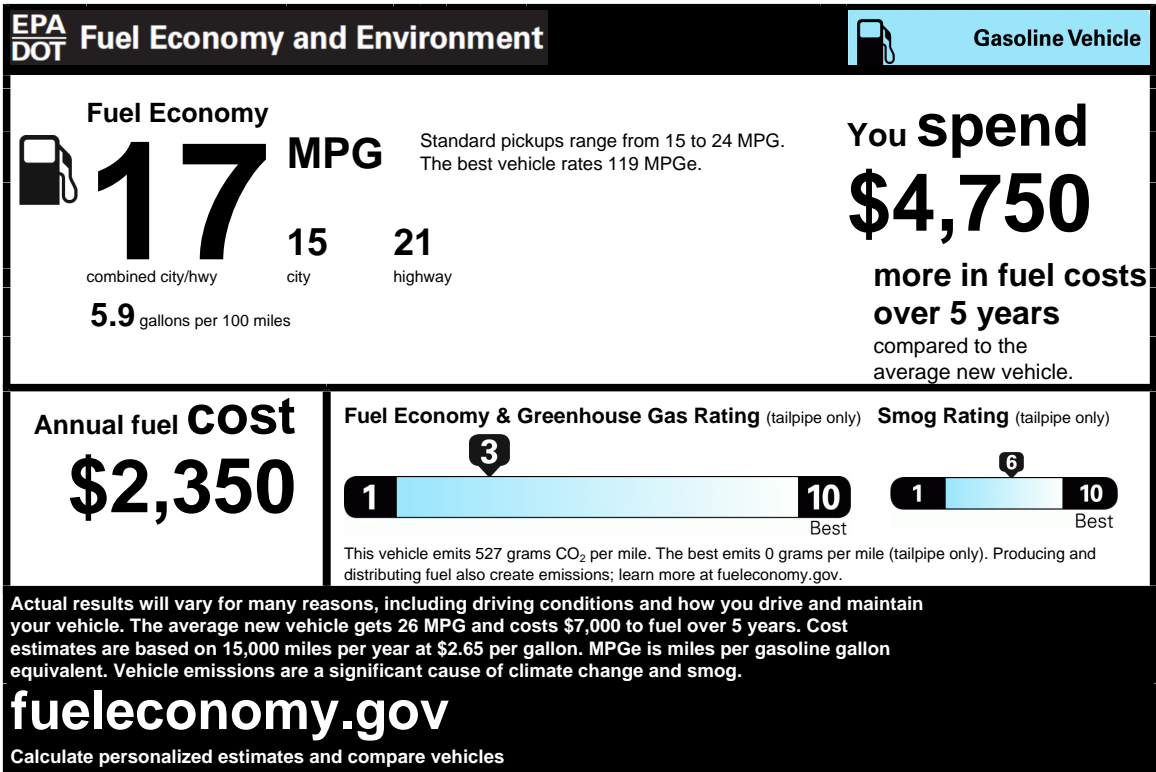 EPA
DOT
Fuel Economy and Environment
Gasoline Vehicle
Fuel Economy
17 MPG
combined city/hwy
15
city
21
highway
5.9 gallons per 100 miles
Standard pickups range from 15 to 24 MPG.
The best vehicle rates 119 MPGe.
You spend
$4,750
more in fuel costs
over 5 years
compared to the
average new vehicle.
Annual fuel cost
$2,350
Fuel Economy & Greenhouse Gas Rating (tailpipe only)
3
1
10
Best
Smog Rating (tailpipe only)
6
1
10
Best
This vehicle emits 527 grams CO₂ per mile. The best emits 0 grams per mile (tailpipe only). Producing and
distributing fuel also create emissions; learn more at fueleconomy.gov.
Actual results will vary for many reasons, including driving conditions and how you drive and maintain
your vehicle. The average new vehicle gets 26 MPG and costs $7,000 to fuel over 5 years. Cost
estimates are based on 15,000 miles per year at $2.65 per gallon. MPGe is miles per gasoline gallon
equivalent. Vehicle emissions are a significant cause of climate change and smog.
fueleconomy.gov
Calculate personalized estimates and compare vehicles